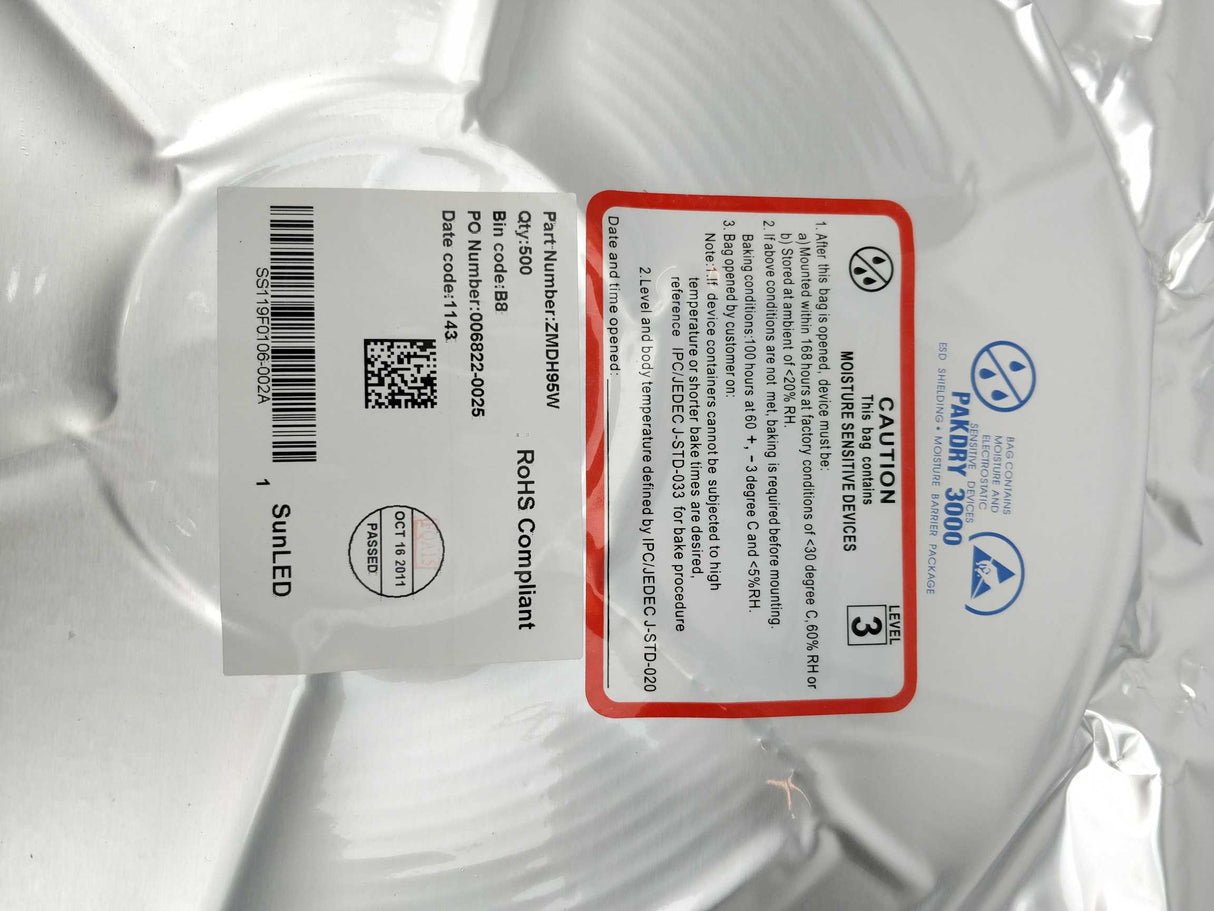 BAG CONTAINS
MOISTURE AND
ELECTROSTATIC
SENSITIVE DEVICES
PAKDRY 3000
ESD SHIELDING • MOISTURE BARRIER PACKAGE
CAUTION
This bag contains
MOISTURE SENSITIVE DEVICES
LEVEL
3
1. After this bag is opened, device must be:
a) Mounted within 168 hours at factory conditions of <30 degree C, 60% RH or
b) Stored at ambient of <20% RH.
2. If above conditions are not met, baking is required before mounting.
Baking conditions:100 hours at 60 +, - 3 degree C and <5%RH.
3. Bag opened by customer on:
Note:1.If device containers cannot be subjected to high
temperature or shorter bake times are desired,
reference IPC/JEDEC J-STD-033 for bake procedure
2.Level and body temperature defined by IPC/JEDEC J-STD-020
Date and time opened:
Part Number:ZMDH95W
Qty:500
Bin code:B8
PO Number:006822-0025
Date code:1143
RoHS Compliant
OCT 16 2011
PASSED
SS119F0106-002A
1
SunLED